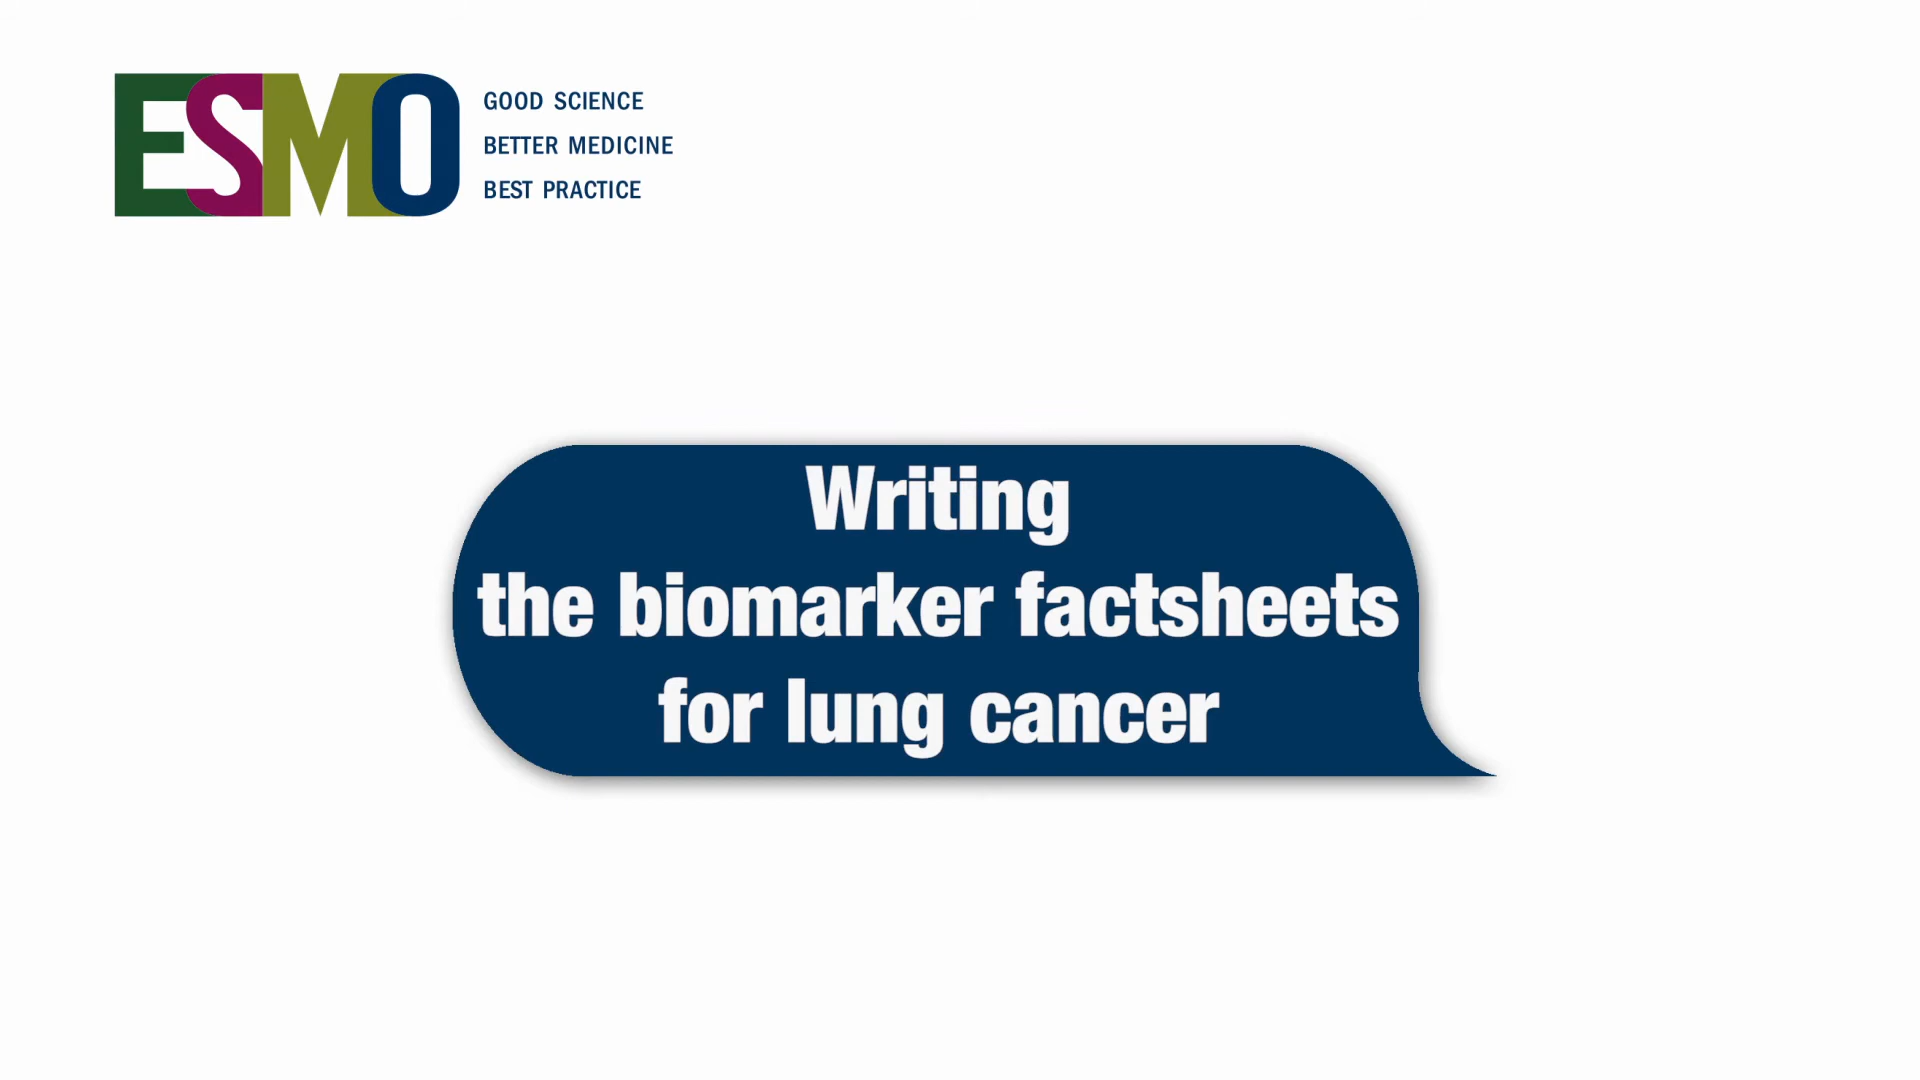 ESMO
GOOD SCIENCE
BETTER MEDICINE
BEST PRACTICE
Writing
the biomarker factsheets
for lung cancer